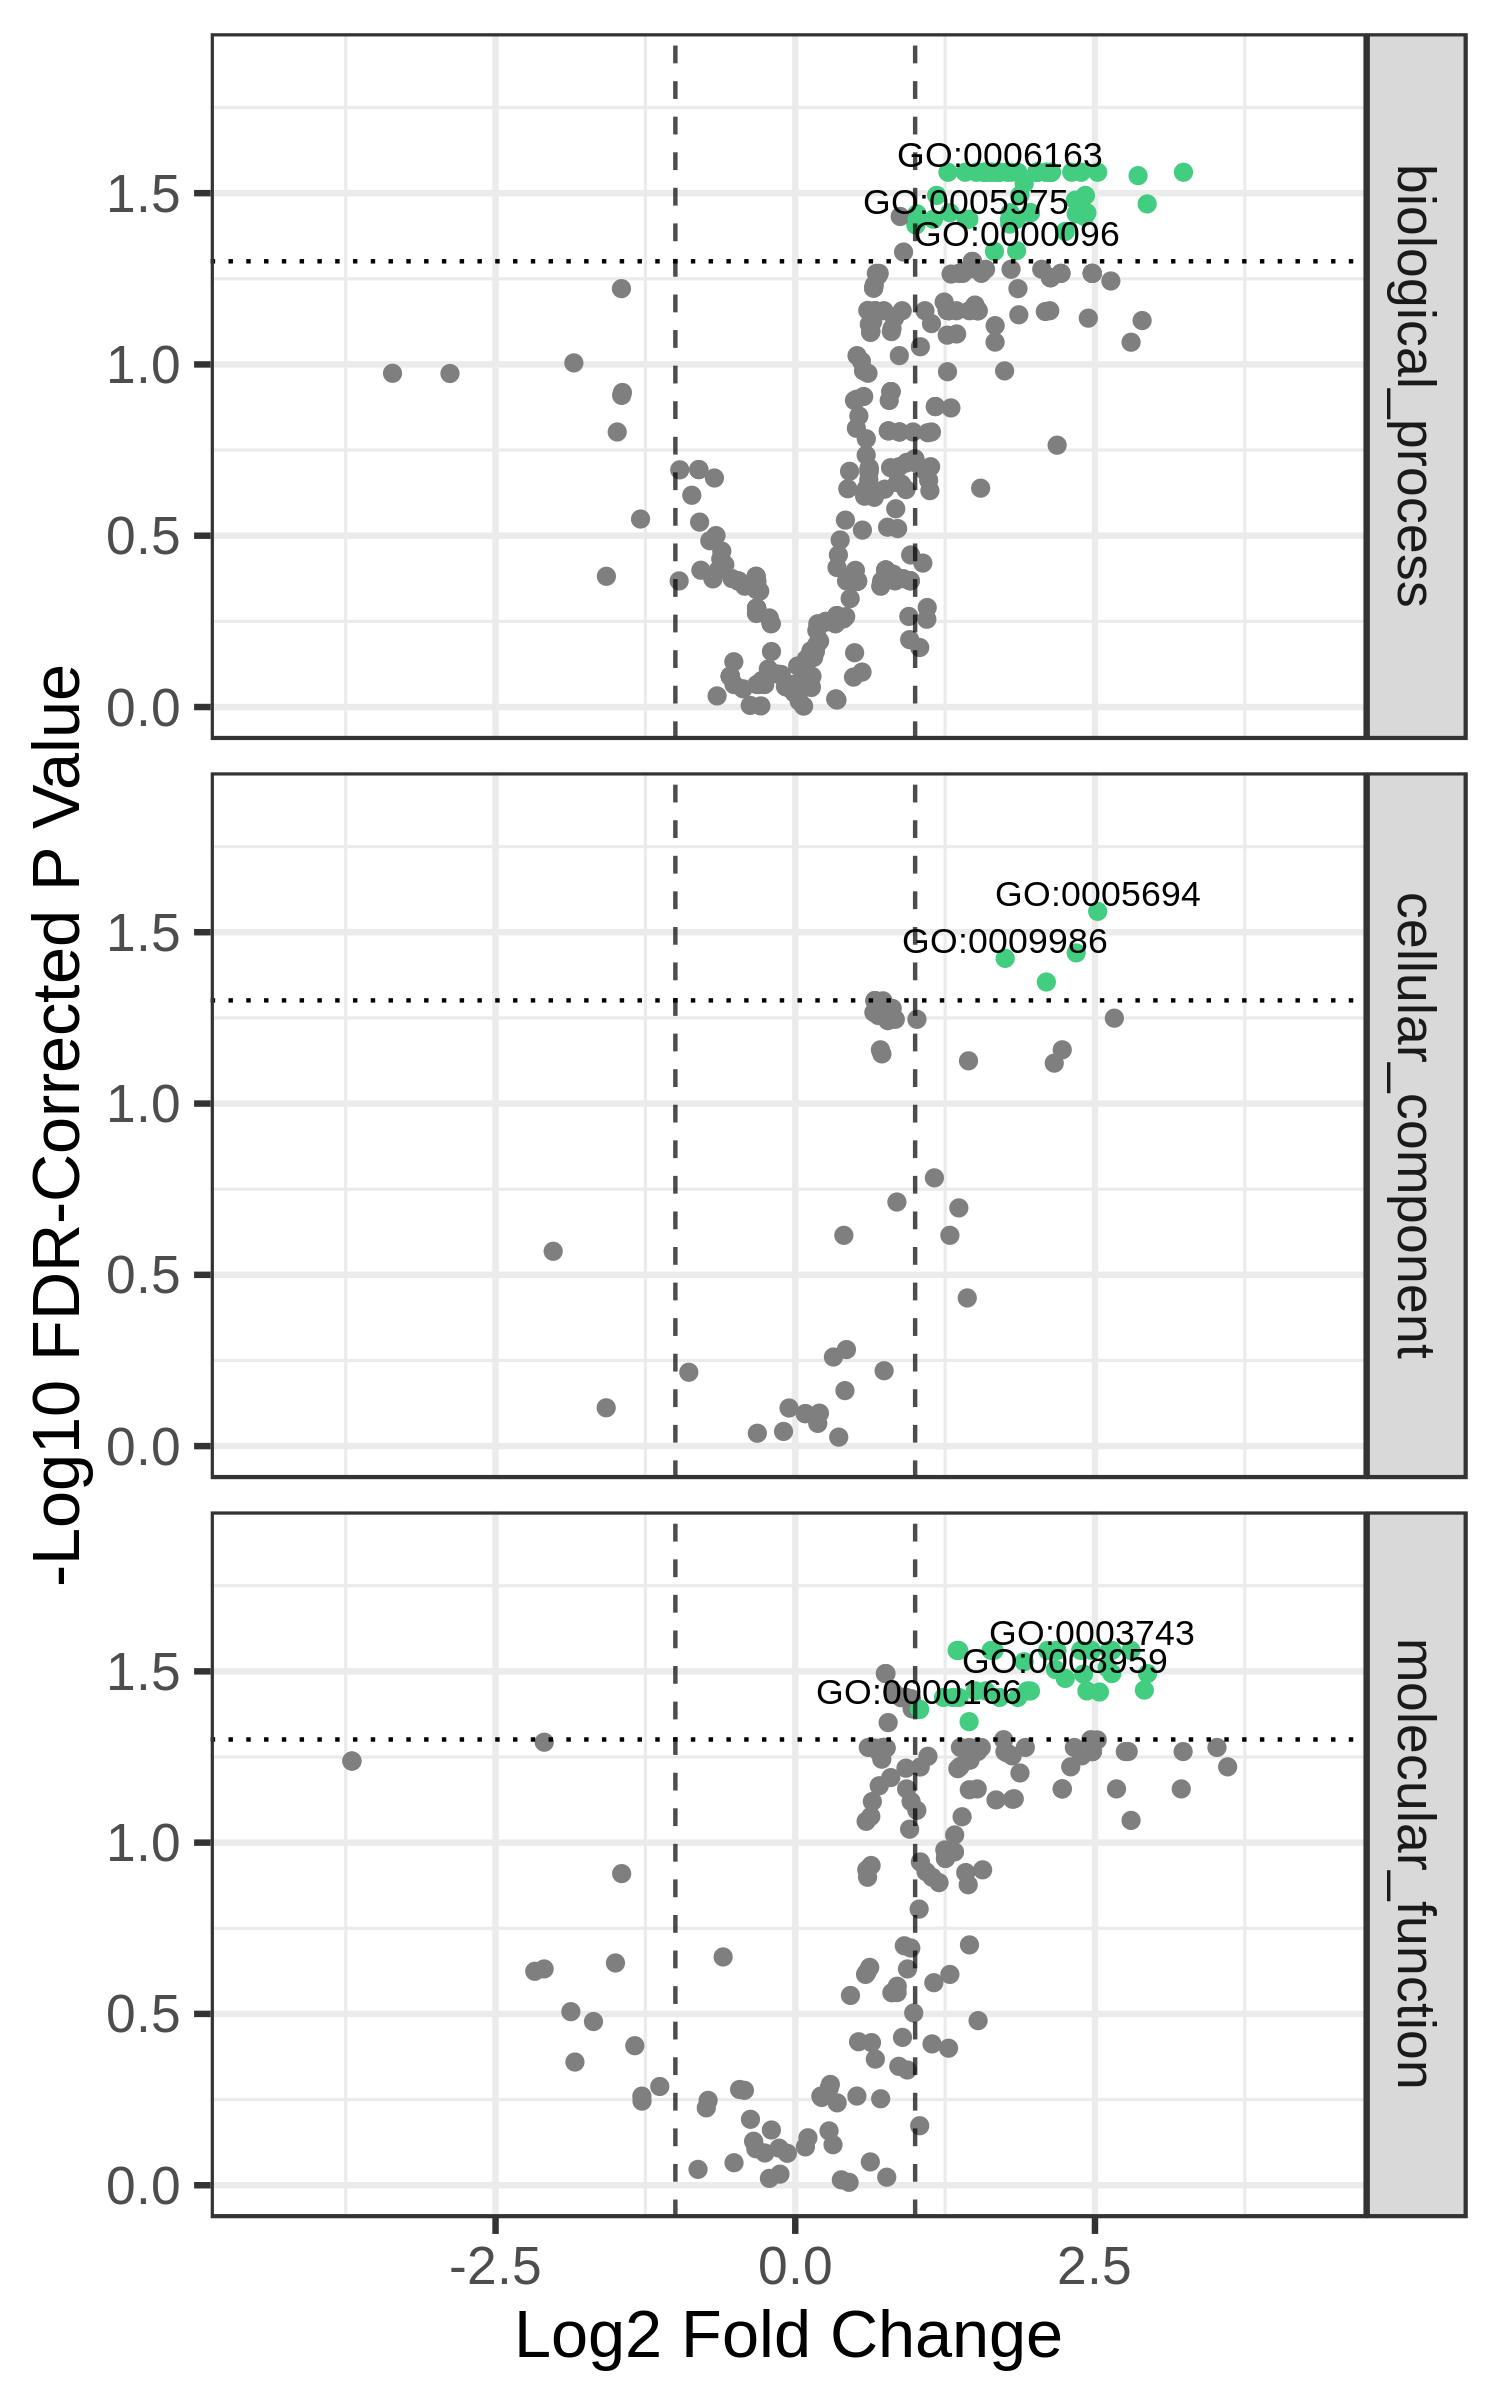 -Log10 FDR-Corrected P Value
1.5
1.0
0.5
0.0
GO:0006163
GO:0005975
GO:0000096
biological_process
1.5
1.0
0.5
0.0
GO:0005694
GO:0009986
cellular_component
1.5
1.0
0.5
0.0
GO:0003743
GO:0008959
GO:0000166
molecular_function
-2.5 0.0 2.5
Log2 Fold Change